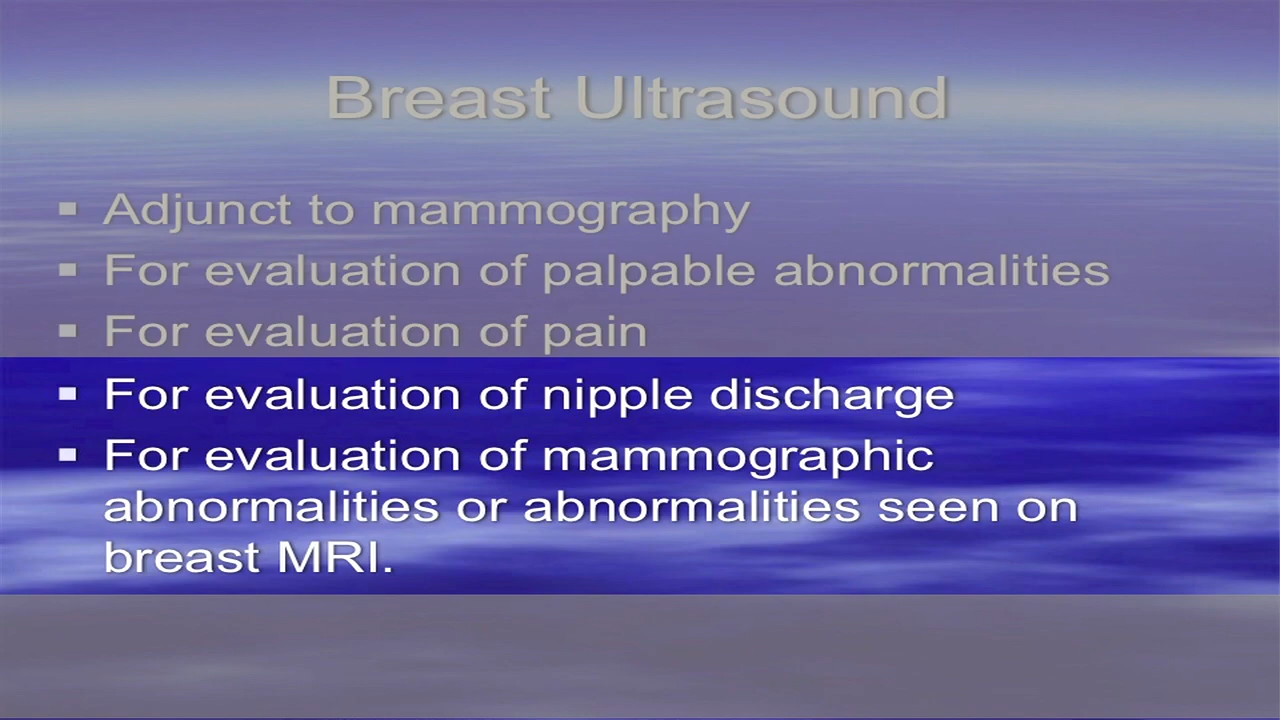 Breast Ultrasound
▪ Adjunct to mammography
▪ For evaluation of palpable abnormalities
▪ For evaluation of pain
▪ For evaluation of nipple discharge
▪ For evaluation of mammographic
abnormalities or abnormalities seen on
breast MRI.